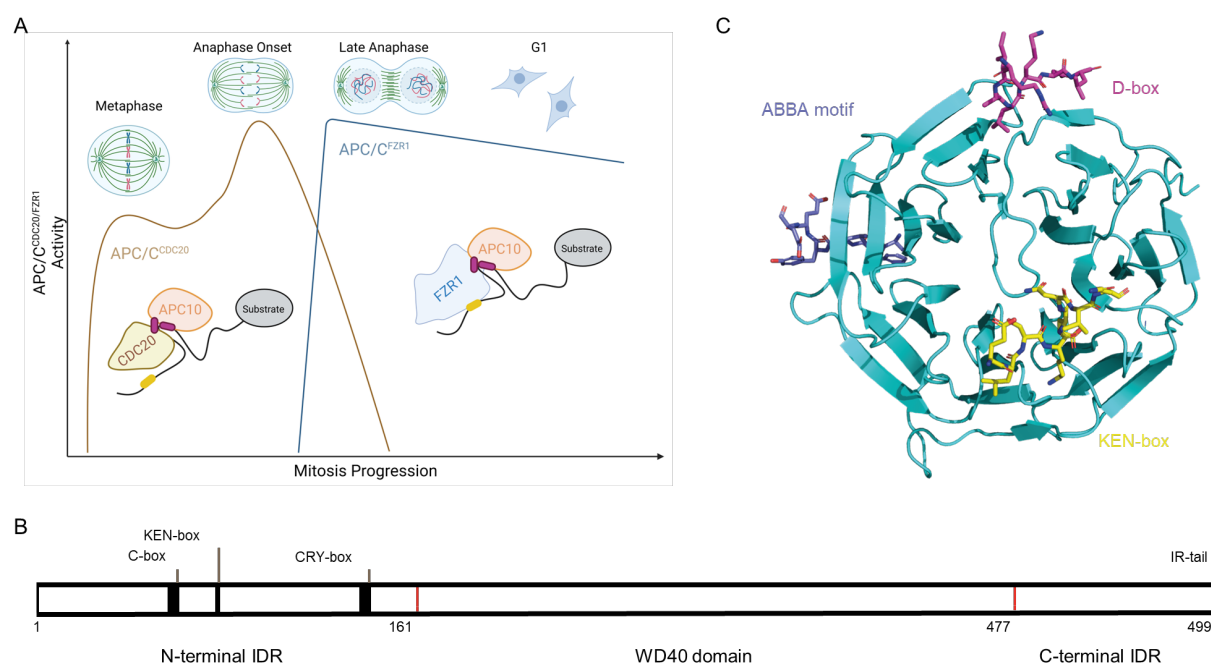 A
Anaphase Onset
Late Anaphase
G1
Metaphase
APC/C^FZR1
APC/C^CDC20
APC/C^CDC20/FZR1
Activity
APC10
CDC20
Substrate
APC10
FZR1
Substrate
Mitosis Progression
C
D-box
ABBA motif
KEN-box
B
KEN-box
C-box
CRY-box
IR-tail
1
161
477
499
N-terminal IDR
WD40 domain
C-terminal IDR